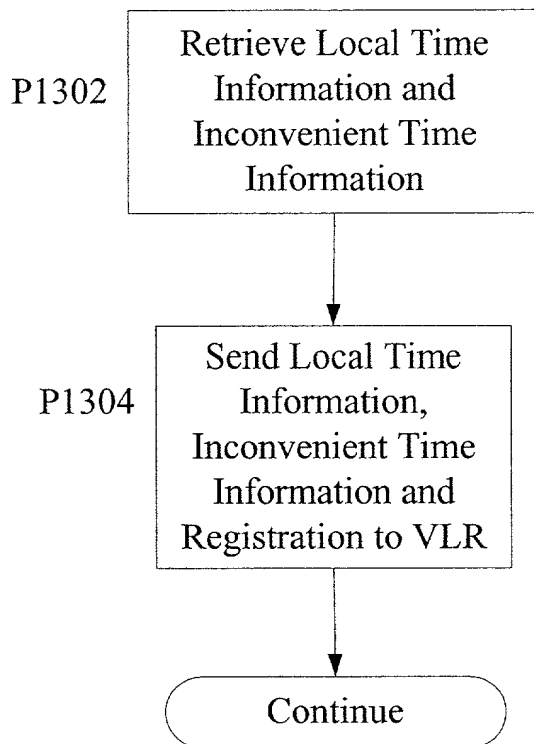 Retrieve Local Time
P1302
Information and
Inconvenient Time
Information
Send Local Time
P1304
Information,
Inconvenient Time
Information and
Registration to VLR
Continue